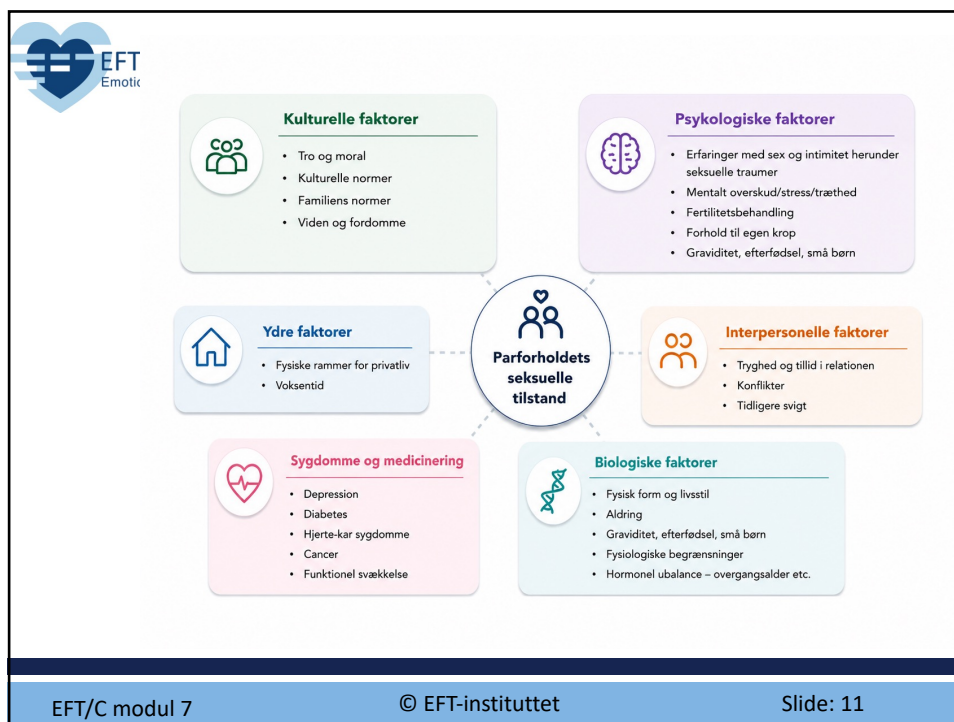 EFT
Emotic
Kulturelle faktorer
• Tro og moral
• Kulturelle normer
• Familiens normer
• Viden og fordomme
Psykologiske faktorer
• Erfaringer med sex og intimitet herunder
seksuelle traumer
• Mentalt overskud/stress/træthed
• Fertilitetsbehandling
• Forhold til egen krop
• Graviditet, efterfødsel, små børn
Ydre faktorer
• Fysiske rammer for privatliv
• Voksentid
Parforholdets
seksuelle
tilstand
Interpersonelle faktorer
• Tryghed og tillid i relationen
• Konflikter
• Tidligere svigt
Sygdomme og medicinering
• Depression
• Diabetes
• Hjerte-kar sygdomme
• Cancer
• Funktionel svækkelse
Biologiske faktorer
• Fysisk form og livsstil
• Aldring
• Graviditet, efterfødsel, små børn
• Fysiologiske begrænsninger
• Hormonel ubalance – overgangsalder etc.
EFT/C modul 7
© EFT-instituttet
Slide: 11